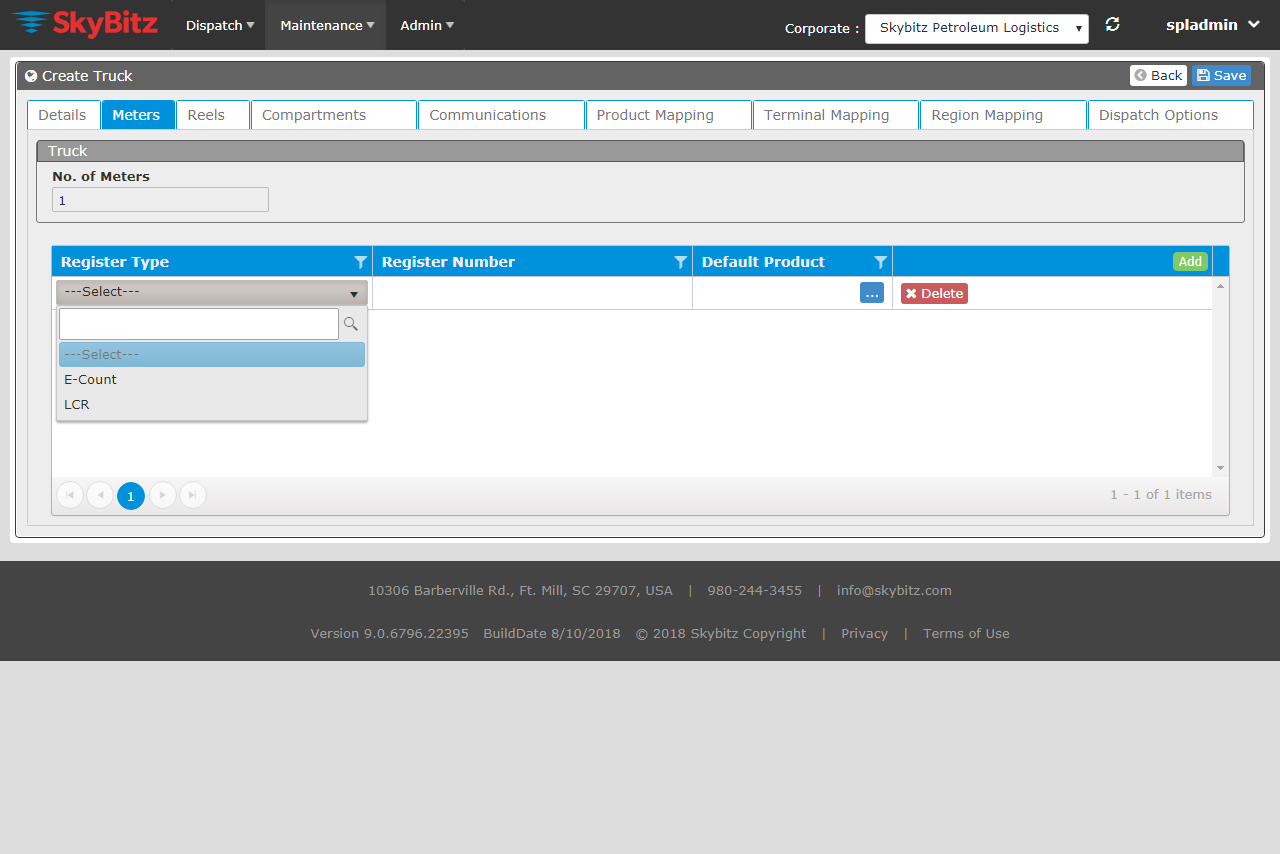 SkyBitz Dispatch Maintenance Admin Corporate : Skybitz Petroleum Logistics spladmin
Create Truck Back Save
Details Meters Reels Compartments Communications Product Mapping Terminal Mapping Region Mapping Dispatch Options
Truck
No. of Meters
1
Register Type Register Number Default Product Add
---Select--- ... Delete
---Select---
E-Count
LCR
1 1 - 1 of 1 items
10306 Barberville Rd., Ft. Mill, SC 29707, USA | 980-244-3455 | info@skybitz.com
Version 9.0.6796.22395 BuildDate 8/10/2018 © 2018 Skybitz Copyright | Privacy | Terms of Use